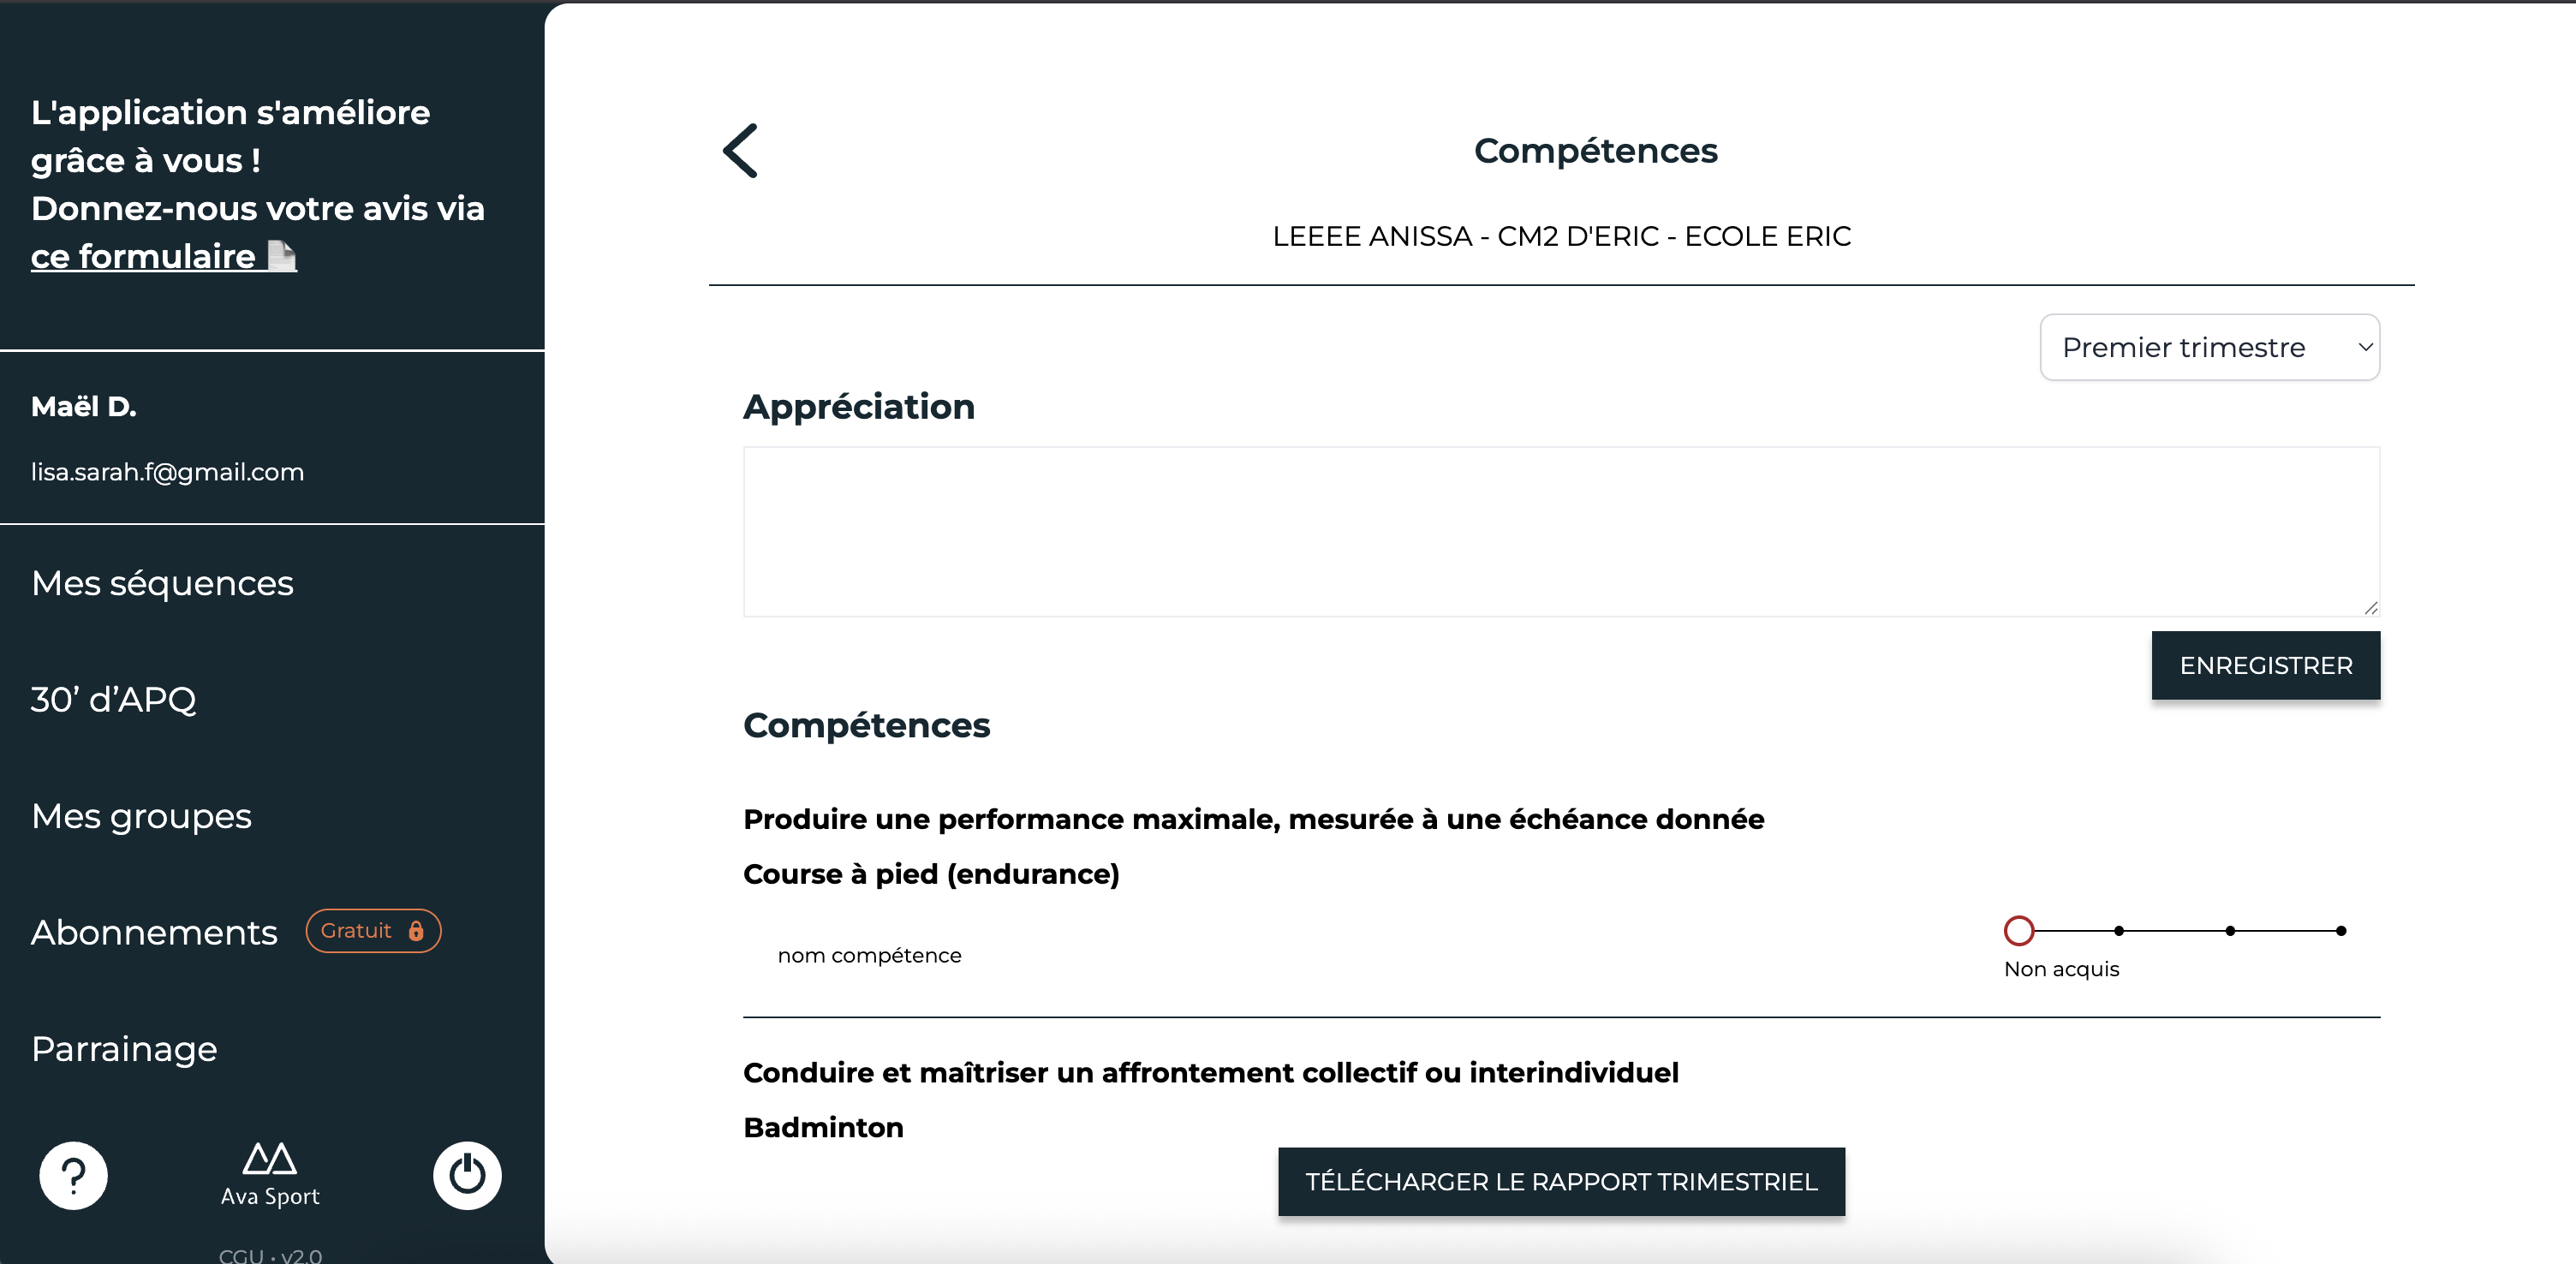 L'application s'améliore
grâce à vous !
Donnez-nous votre avis via
ce formulaire
Maël D.
lisa.sarah.f@gmail.com
Mes séquences
30’ d’APQ
Mes groupes
Abonnements Gratuit
Parrainage
?
Ava Sport
CGU • v2.0
Compétences
LEEEE ANISSA - CM2 D'ERIC - ECOLE ERIC
Premier trimestre
Appréciation
ENREGISTRER
Compétences
Produire une performance maximale, mesurée à une échéance donnée
Course à pied (endurance)
nom compétence
Non acquis
Conduire et maîtriser un affrontement collectif ou interindividuel
Badminton
TÉLÉCHARGER LE RAPPORT TRIMESTRIEL